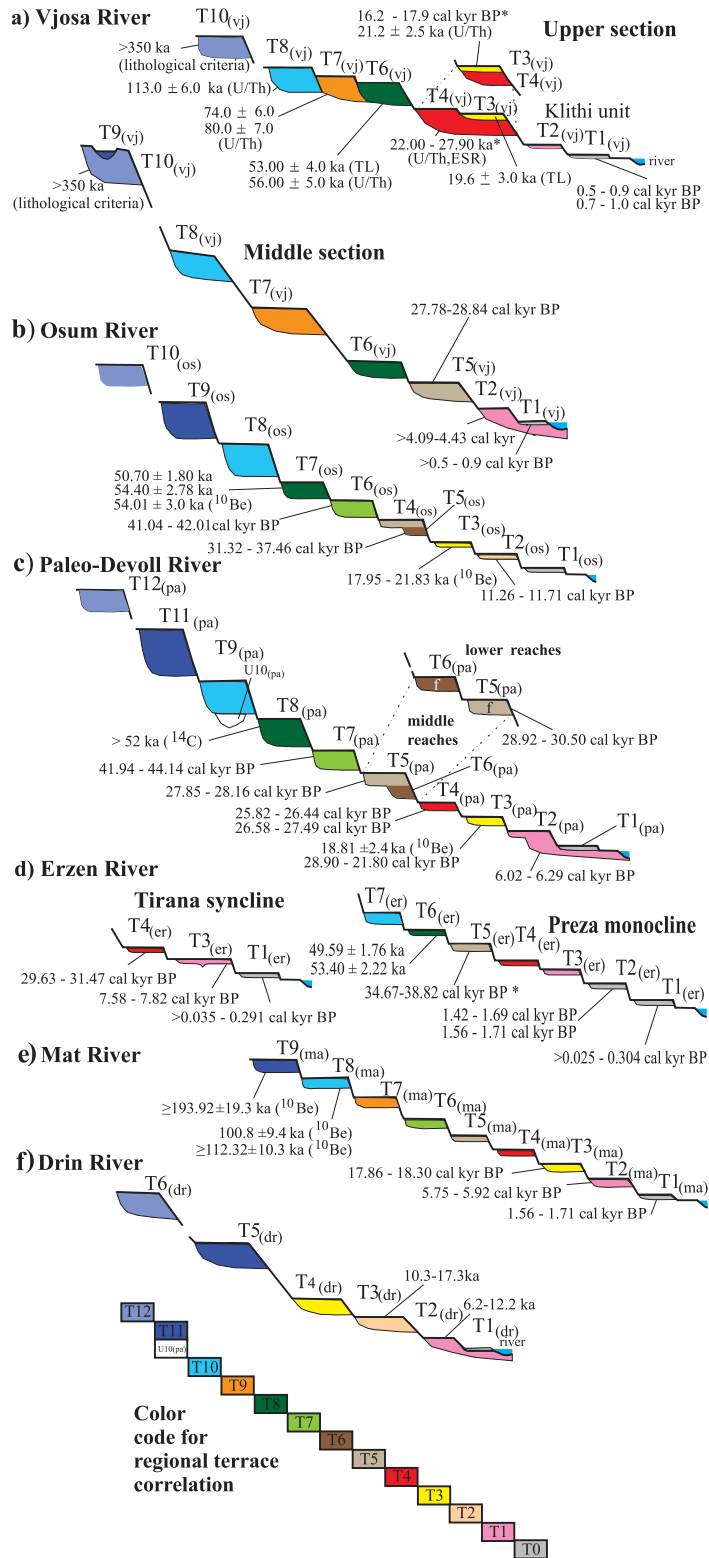 a) Vjosa River
T10(vj)
>350 ka
(lithological criteria)
16.2 - 17.9 cal kyr BP*
21.2 ± 2.5 ka (U/Th)
Upper section
T8(vj)
T7(vj)
T6(vj)
T3(vj)
T4(vj)
113.0 ± 6.0 ka (U/Th)
74.0 ± 6.0
80.0 ± 7.0
(U/Th)
T4(vj)
T3(vj)
Klithi unit
T2(vj)
T1(vj)
river
T9(vj)
T10(vj)
22.00 - 27.90 ka*
(U/Th,ESR)
53.00 ± 4.0 ka (TL)
56.00 ± 5.0 ka (U/Th)
19.6 ± 3.0 ka (TL)
>350 ka
(lithological criteria)
0.5 - 0.9 cal kyr BP
0.7 - 1.0 cal kyr BP
T8(vj)
Middle section
T7(vj)
27.78-28.84 cal kyr BP
T6(vj)
T5(vj)
T2(vj)
T1(vj)
>4.09-4.43 cal kyr
>0.5 - 0.9 cal kyr BP
b) Osum River
T10(os)
T9(os)
T8(os)
50.70 ± 1.80 ka
54.40 ± 2.78 ka
54.01 ± 3.0 ka (10Be)
T7(os)
T6(os)
41.04 - 42.01cal kyr BP
T4(os)
T5(os)
31.32 - 37.46 cal kyr BP
T3(os)
T2(os)
T1(os)
17.95 - 21.83 ka (10Be)
11.26 - 11.71 cal kyr BP
c) Paleo-Devoll River
T12(pa)
T11(pa)
T9(pa)
U10(pa)
lower reaches
T6(pa)
f
T5(pa)
f
T8(pa)
middle
reaches
28.92 - 30.50 cal kyr BP
> 52 ka (14C)
T7(pa)
41.94 - 44.14 cal kyr BP
T5(pa)
T6(pa)
27.85 - 28.16 cal kyr BP
T4(pa)
25.82 - 26.44 cal kyr BP
26.58 - 27.49 cal kyr BP
T3(pa)
T2(pa)
T1(pa)
18.81 ±2.4 ka (10Be)
28.90 - 21.80 cal kyr BP
6.02 - 6.29 cal kyr BP
d) Erzen River
Tirana syncline
T4(er)
T3(er)
T1(er)
29.63 - 31.47 cal kyr BP
7.58 - 7.82 cal kyr BP
>0.035 - 0.291 cal kyr BP
T7(er)
T6(er)
Preza monocline
49.59 ± 1.76 ka
53.40 ± 2.22 ka
T5(er)
T4(er)
T3(er)
T2(er)
T1(er)
34.67-38.82 cal kyr BP *
1.42 - 1.69 cal kyr BP
1.56 - 1.71 cal kyr BP
>0.025 - 0.304 cal kyr BP
e) Mat River
T9(ma)
T8(ma)
T7(ma)
T6(ma)
T5(ma)
T4(ma)
T3(ma)
T2(ma)
T1(ma)
≥193.92±19.3 ka (10Be)
100.8 ±9.4 ka (10Be)
≥112.32±10.3 ka (10Be)
17.86 - 18.30 cal kyr BP
5.75 - 5.92 cal kyr BP
1.56 - 1.71 cal kyr BP
f) Drin River
T6(dr)
T5(dr)
T4(dr)
T3(dr)
10.3-17.3ka
T2(dr)
6.2-12.2 ka
T1(dr)
river
T12
T11
U10(pa)
T10
T9
T8
T7
T6
T5
T4
T3
T2
T1
T0
Color
code for
regional terrace
correlation